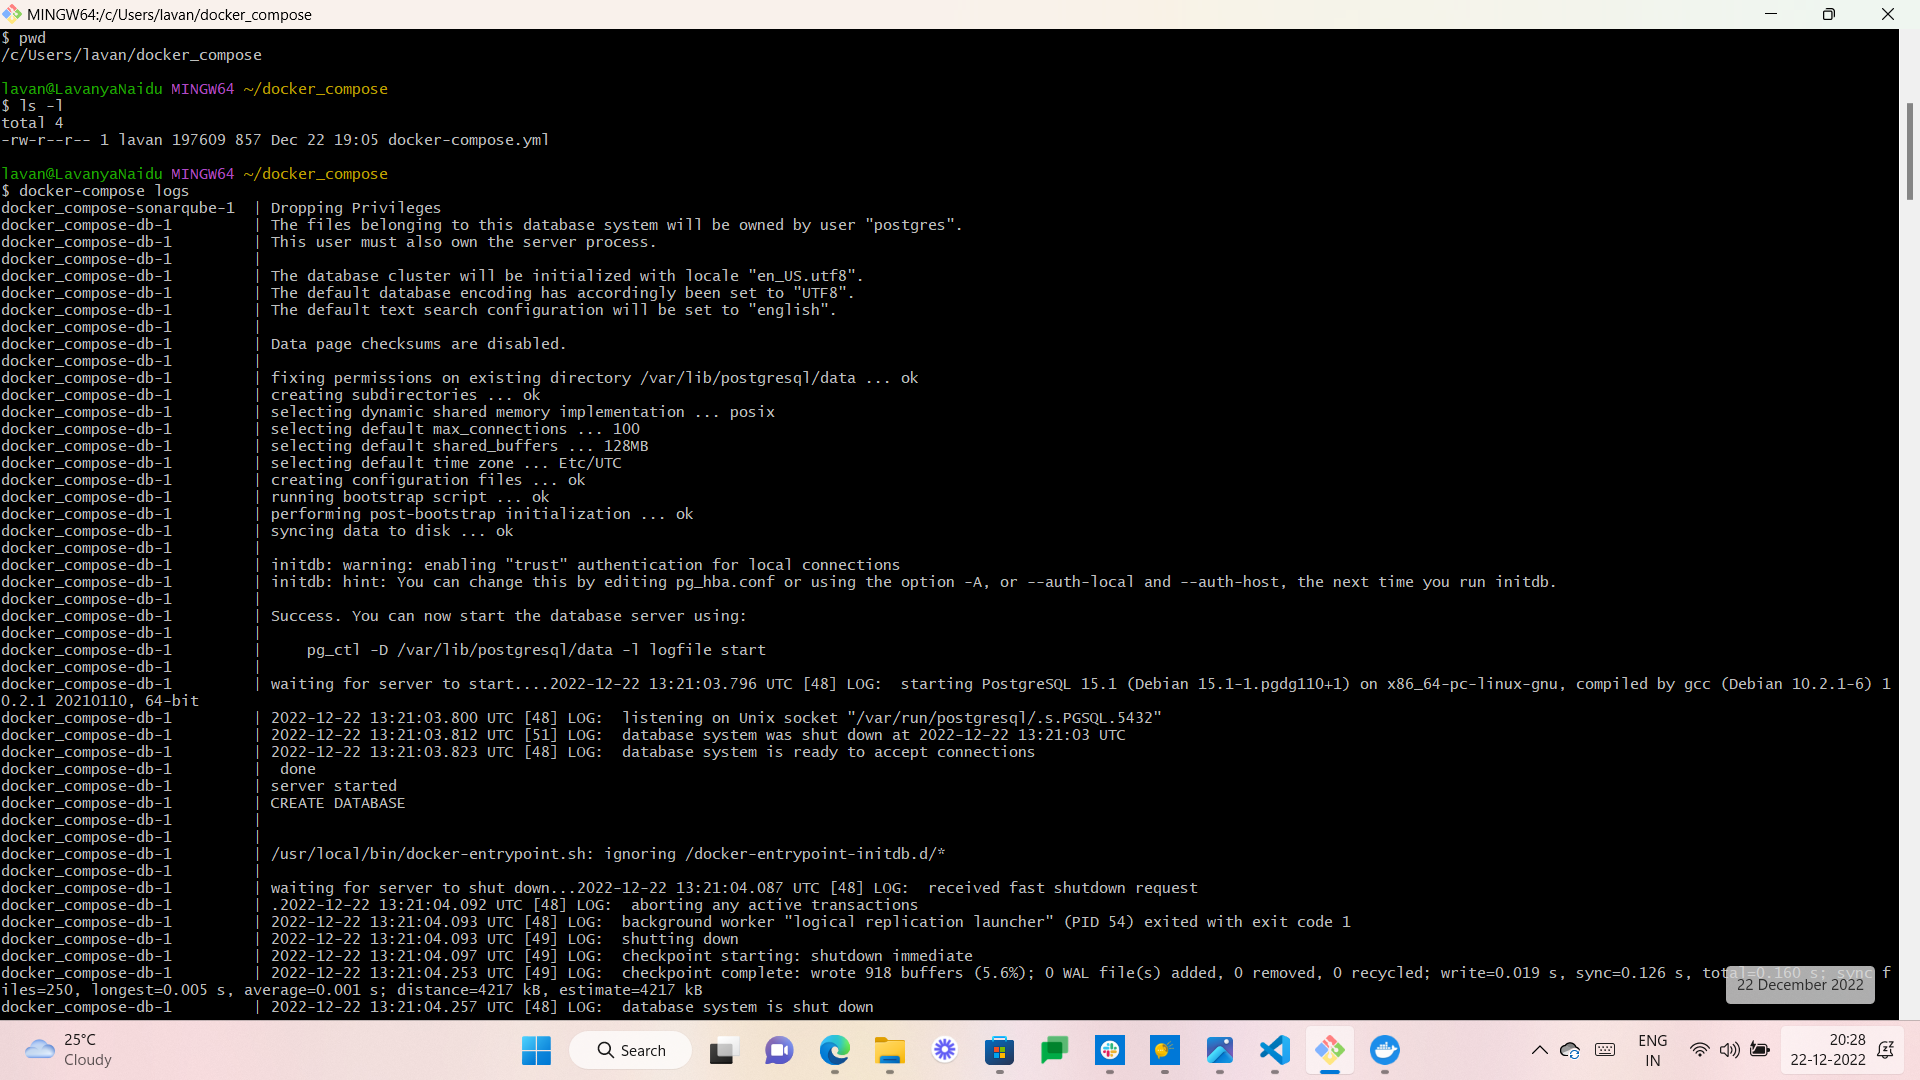 MINGW64:/c/Users/lavan/docker_compose
$ pwd
/c/Users/lavan/docker_compose
lavan@LavanyaNaidu MINGW64 ~/docker_compose
$ ls -l
total 4
-rw-r--r-- 1 lavan 197609 857 Dec 22 19:05 docker-compose.yml
lavan@LavanyaNaidu MINGW64 ~/docker_compose
$ docker-compose logs
docker_compose-sonarqube-1  | Dropping Privileges
docker_compose-db-1         | The files belonging to this database system will be owned by user "postgres".
docker_compose-db-1         | This user must also own the server process.
docker_compose-db-1         |
docker_compose-db-1         | The database cluster will be initialized with locale "en_US.utf8".
docker_compose-db-1         | The default database encoding has accordingly been set to "UTF8".
docker_compose-db-1         | The default text search configuration will be set to "english".
docker_compose-db-1         |
docker_compose-db-1         | Data page checksums are disabled.
docker_compose-db-1         |
docker_compose-db-1         | fixing permissions on existing directory /var/lib/postgresql/data ... ok
docker_compose-db-1         | creating subdirectories ... ok
docker_compose-db-1         | selecting dynamic shared memory implementation ... posix
docker_compose-db-1         | selecting default max_connections ... 100
docker_compose-db-1         | selecting default shared_buffers ... 128MB
docker_compose-db-1         | selecting default time zone ... Etc/UTC
docker_compose-db-1         | creating configuration files ... ok
docker_compose-db-1         | running bootstrap script ... ok
docker_compose-db-1         | performing post-bootstrap initialization ... ok
docker_compose-db-1         | syncing data to disk ... ok
docker_compose-db-1         |
docker_compose-db-1         | initdb: warning: enabling "trust" authentication for local connections
docker_compose-db-1         | initdb: hint: You can change this by editing pg_hba.conf or using the option -A, or --auth-local and --auth-host, the next time you run initdb.
docker_compose-db-1         |
docker_compose-db-1         | Success. You can now start the database server using:
docker_compose-db-1         |
docker_compose-db-1         |     pg_ctl -D /var/lib/postgresql/data -l logfile start
docker_compose-db-1         |
docker_compose-db-1         | waiting for server to start....2022-12-22 13:21:03.796 UTC [48] LOG:  starting PostgreSQL 15.1 (Debian 15.1-1.pgdg110+1) on x86_64-pc-linux-gnu, compiled by gcc (Debian 10.2.1-6) 1
0.2.1 20210110, 64-bit
docker_compose-db-1         | 2022-12-22 13:21:03.800 UTC [48] LOG:  listening on Unix socket "/var/run/postgresql/.s.PGSQL.5432"
docker_compose-db-1         | 2022-12-22 13:21:03.812 UTC [51] LOG:  database system was shut down at 2022-12-22 13:21:03 UTC
docker_compose-db-1         | 2022-12-22 13:21:03.823 UTC [48] LOG:  database system is ready to accept connections
docker_compose-db-1         |  done
docker_compose-db-1         | server started
docker_compose-db-1         | CREATE DATABASE
docker_compose-db-1         |
docker_compose-db-1         |
docker_compose-db-1         | /usr/local/bin/docker-entrypoint.sh: ignoring /docker-entrypoint-initdb.d/*
docker_compose-db-1         |
docker_compose-db-1         | waiting for server to shut down...2022-12-22 13:21:04.087 UTC [48] LOG:  received fast shutdown request
docker_compose-db-1         | .2022-12-22 13:21:04.092 UTC [48] LOG:  aborting any active transactions
docker_compose-db-1         | 2022-12-22 13:21:04.093 UTC [48] LOG:  background worker "logical replication launcher" (PID 54) exited with exit code 1
docker_compose-db-1         | 2022-12-22 13:21:04.093 UTC [49] LOG:  shutting down
docker_compose-db-1         | 2022-12-22 13:21:04.097 UTC [49] LOG:  checkpoint starting: shutdown immediate
docker_compose-db-1         | 2022-12-22 13:21:04.253 UTC [49] LOG:  checkpoint complete: wrote 918 buffers (5.6%); 0 WAL file(s) added, 0 removed, 0 recycled; write=0.019 s, sync=0.126 s, total=0.160 s; sync f
iles=250, longest=0.005 s, average=0.001 s; distance=4217 kB, estimate=4217 kB
22 December 2022
docker_compose-db-1         | 2022-12-22 13:21:04.257 UTC [48] LOG:  database system is shut down
25°C
Cloudy
Search
ENG
IN
20:28
22-12-2022